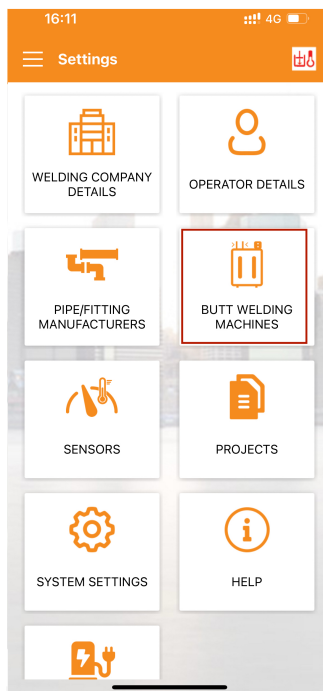 16:11
4G
Settings
WELDING COMPANY
DETAILS
OPERATOR DETAILS
PIPE/FITTING
MANUFACTURERS
BUTT WELDING
MACHINES
SENSORS
PROJECTS
SYSTEM SETTINGS
HELP